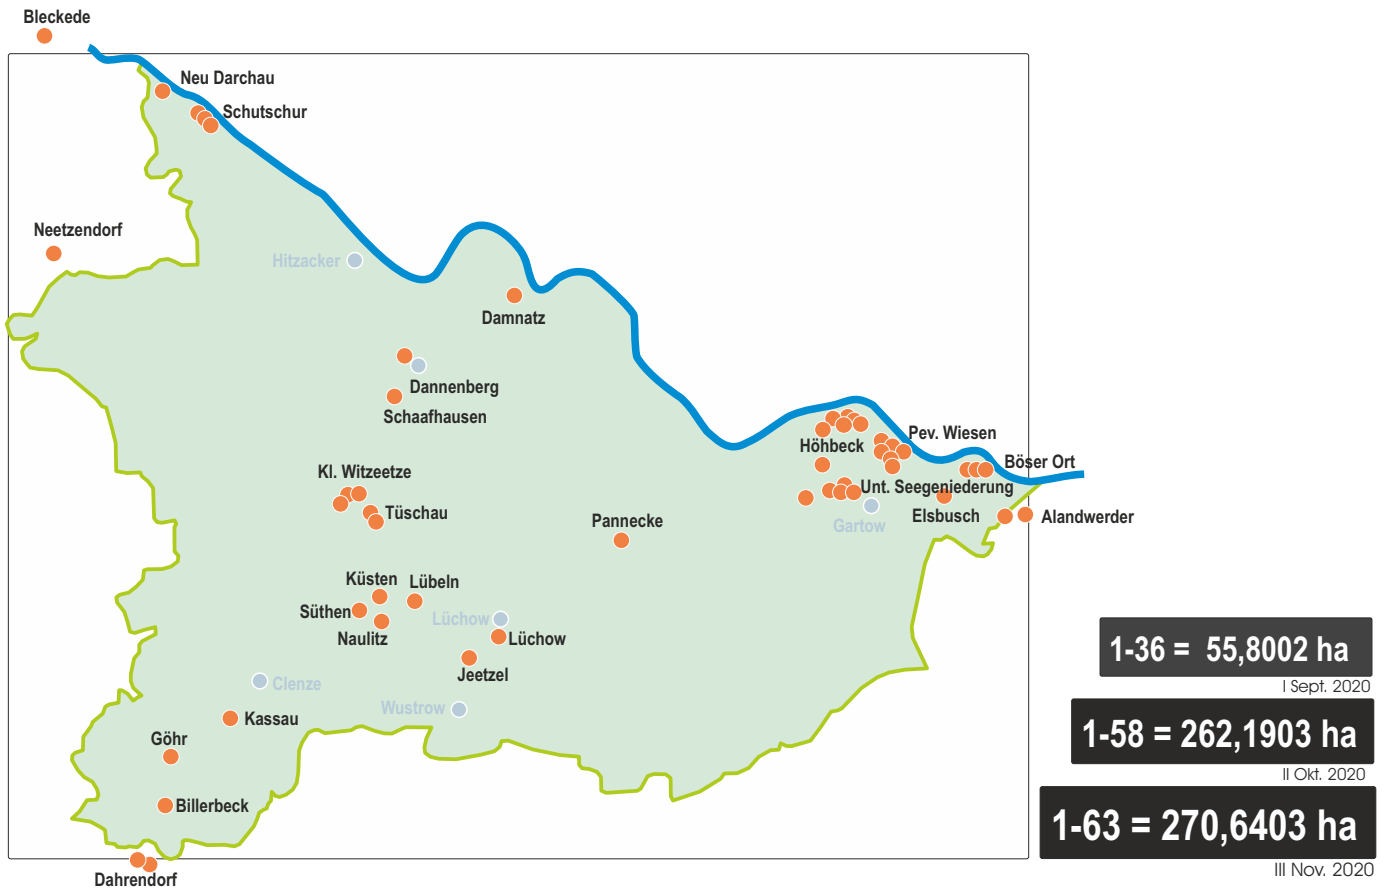 Bleckede
Neu Darchau
Schutschur
Neetzendorf
Hitzacker
Damnatz
Dannenberg
Schaafhausen
Höhbeck
Pev. Wiesen
Böser Ort
Kl. Witzeetze
Unt. Seegeniederung
Tüschau
Pannecke
Gartow
Elsbusch
Alandwerder
Küsten
Lübeln
Süthen
Lüchow
Naulitz
Lüchow
Jeetzel
Clenze
Wustrow
Kassau
Göhr
Billerbeck
Dahrendorf
1-36 = 55,8002 ha
I Sept. 2020
1-58 = 262,1903 ha
II Okt. 2020
1-63 = 270,6403 ha
III Nov. 2020